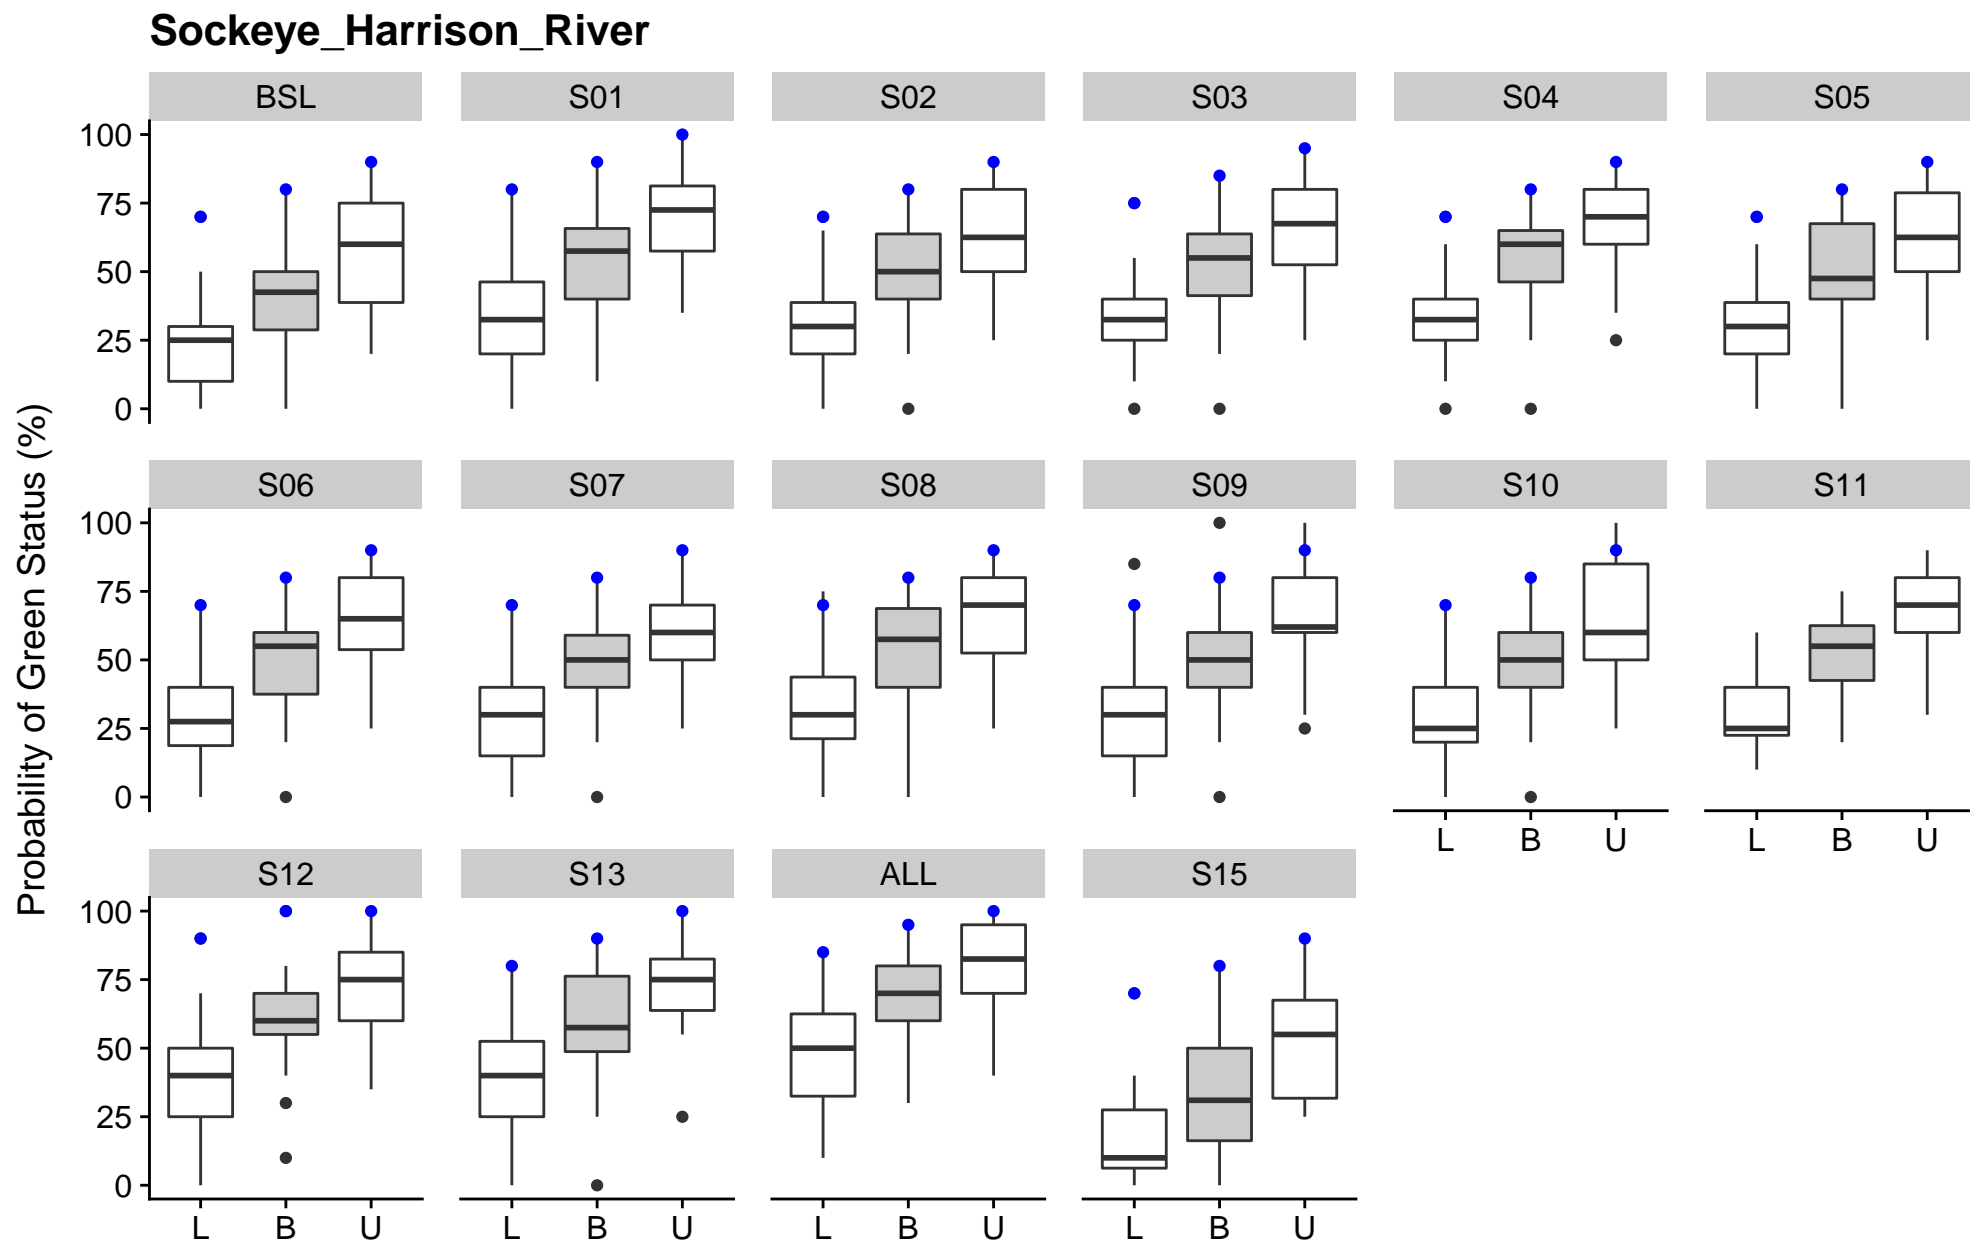 Sockeye_Harrison_River
BSL S01 S02 S03 S04 S05
100
75
50
25
0
Probability of Green Status (%)
S06 S07 S08 S09 S10 S11
100
75
50
25
0
L B U L B U
S12 S13 ALL S15
100
75
50
25
0
L B U L B U L B U L B U